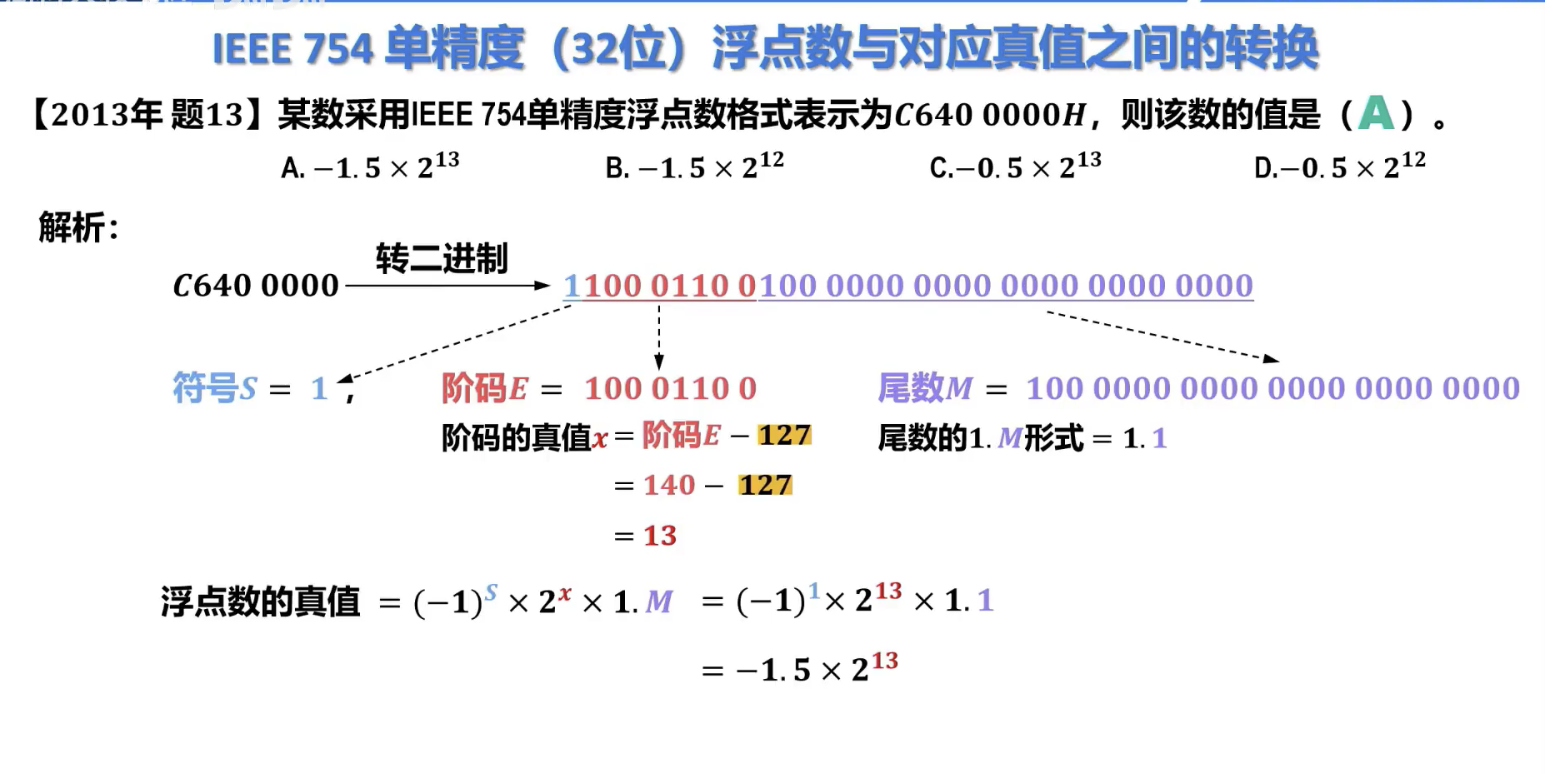 IEEE 754 单精度（32位）浮点数与对应真值之间的转换
【2013年 题13】某数采用IEEE 754单精度浮点数格式表示为C640 0000H，则该数的值是（A）。
A. −1.5 × 2^13 B. −1.5 × 2^12 C.−0.5 × 2^13 D.−0.5 × 2^12
解析：
转二进制
C640 0000 1100 0110 0100 0000 0000 0000 0000 0000
符号S = 1， 阶码E = 100 0110 0 尾数M = 100 0000 0000 0000 0000 0000
阶码的真值x = 阶码E − 127 尾数的1.M形式 = 1.1
= 140 − 127
= 13
浮点数的真值 = (−1)^S × 2^x × 1.M = (−1)^1 × 2^13 × 1.1
= −1.5 × 2^13